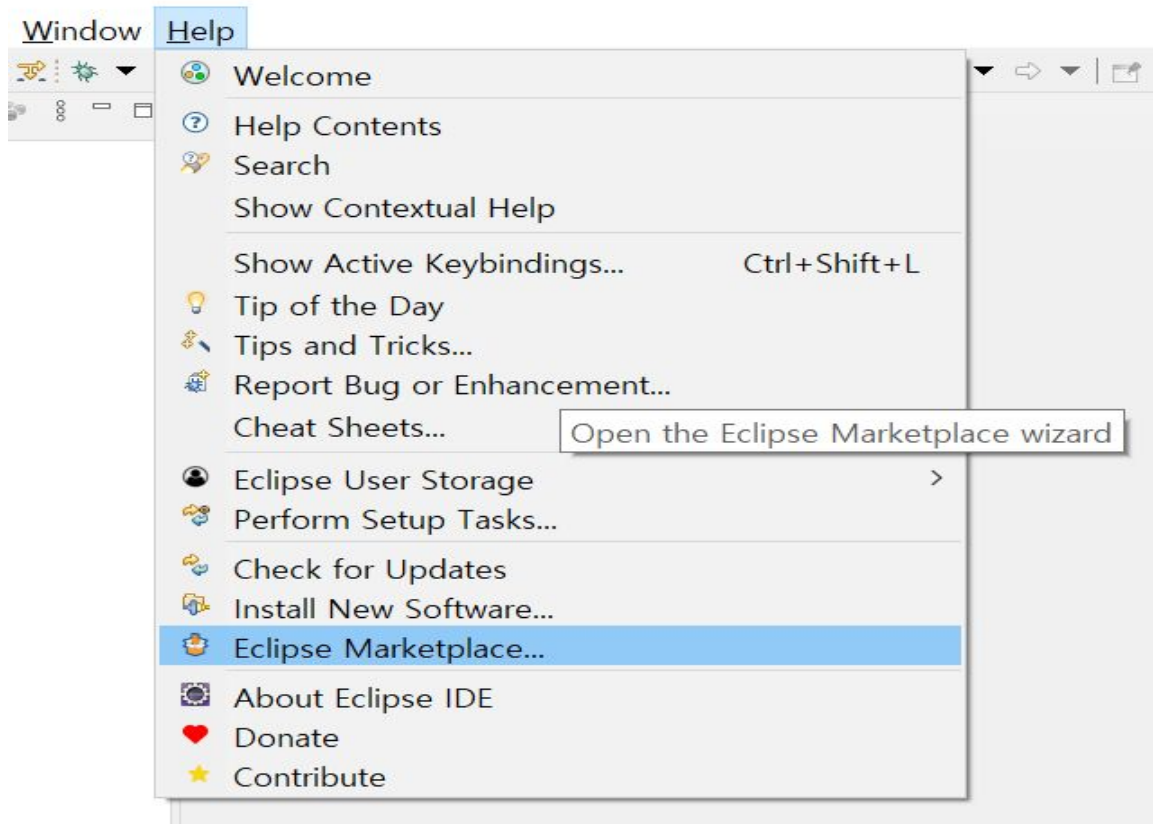 Window Help
Welcome
Help Contents
Search
Show Contextual Help
Show Active Keybindings... Ctrl+Shift+L
Tip of the Day
Tips and Tricks...
Report Bug or Enhancement...
Cheat Sheets...
Open the Eclipse Marketplace wizard
Eclipse User Storage
Perform Setup Tasks...
Check for Updates
Install New Software...
Eclipse Marketplace...
About Eclipse IDE
Donate
Contribute